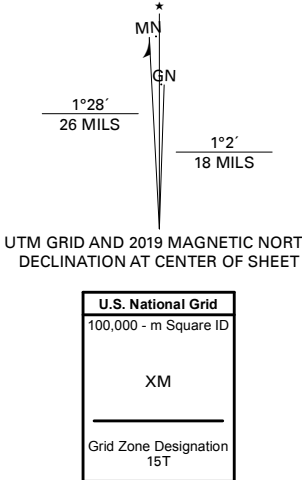 ★
MN
GN
1°28´
26 MILS
1°2´
18 MILS
UTM GRID AND 2019 MAGNETIC NORT
DECLINATION AT CENTER OF SHEET
U.S. National Grid
100,000 - m Square ID
XM
Grid Zone Designation
15T